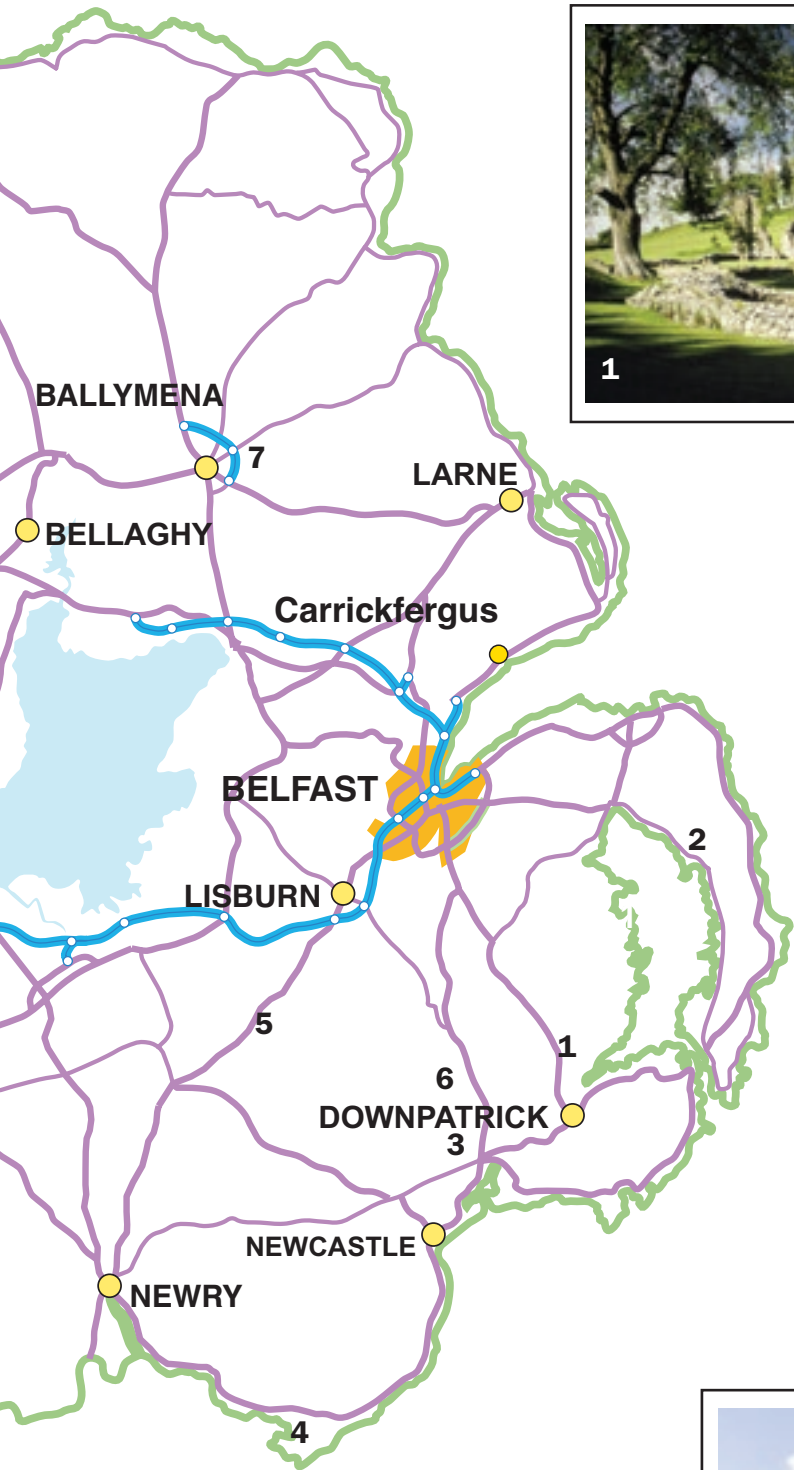 1
BALLYMENA
7
LARNE
BELLAGHY
Carrickfergus
BELFAST
2
LISBURN
5
1
6
DOWNPATRICK
3
NEWCASTLE
NEWRY
4